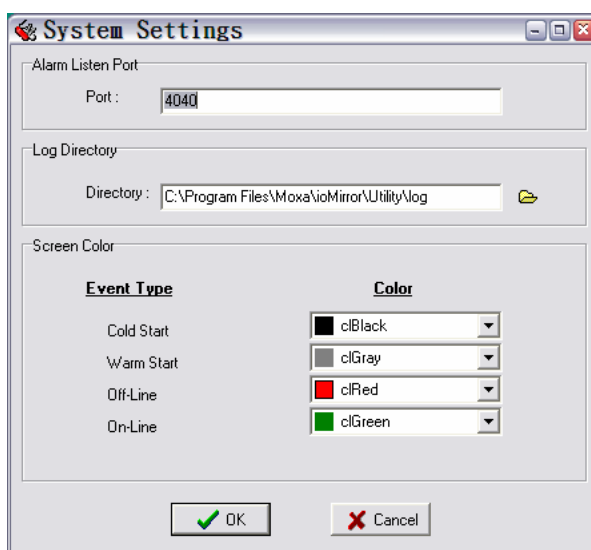 System Settings
Alarm Listen Port
Port :
4040
Log Directory
Directory :
C:\Program Files\Moxa\ioMirror\Utility\log
Screen Color
Event Type
Color
Cold Start
clBlack
Warm Start
clGray
Off-Line
clRed
On-Line
clGreen
OK
Cancel